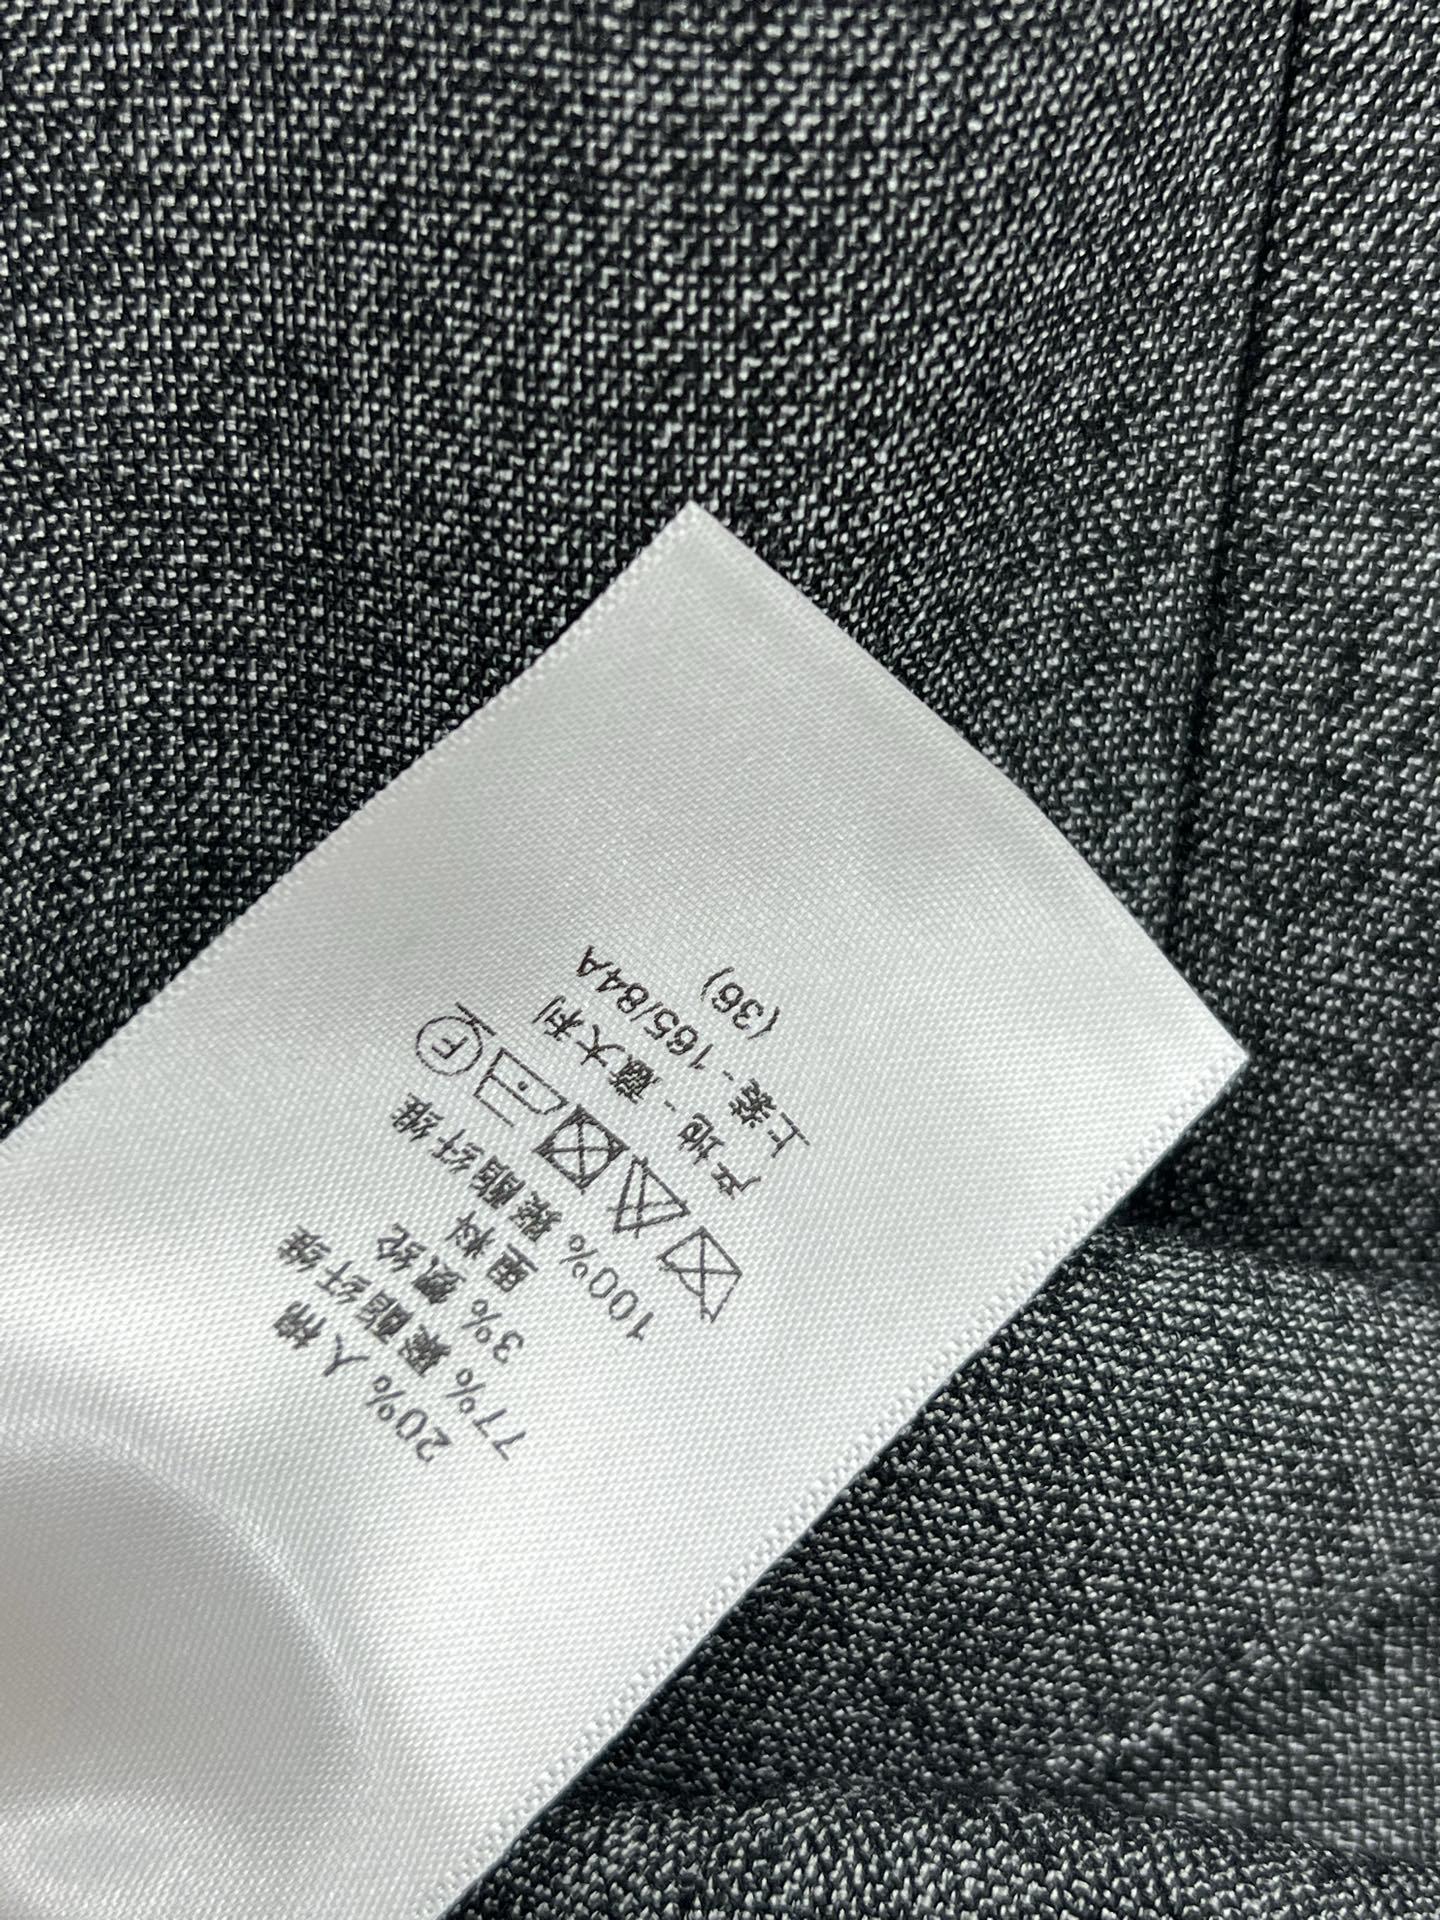 20% 人棉
77% 聚酯纤维
3% 氨纶
里料
100% 聚酯纤维
F
产地 - 意大利
上装 - 165/84A
(36)